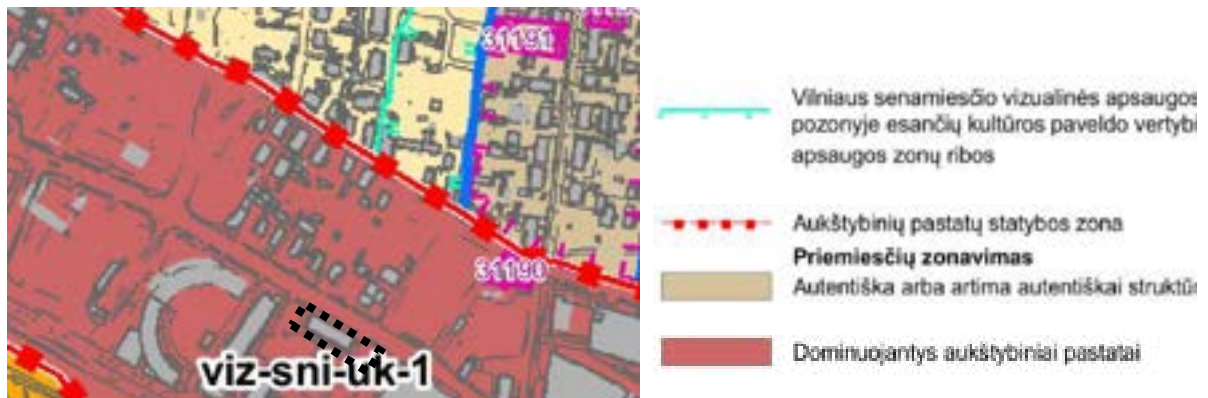 31191
31190
viz-sni-uk-1
Vilniaus senamiesčio vizualinės apsaugos
pozonyje esančių kultūros paveldo vertybi
apsaugos zonų ribos
Aukštybinių pastatų statybos zona
Priemiesčių zonavimas
Autentiška arba artima autentiškai struktūr
Dominuojantys aukštybiniai pastatai